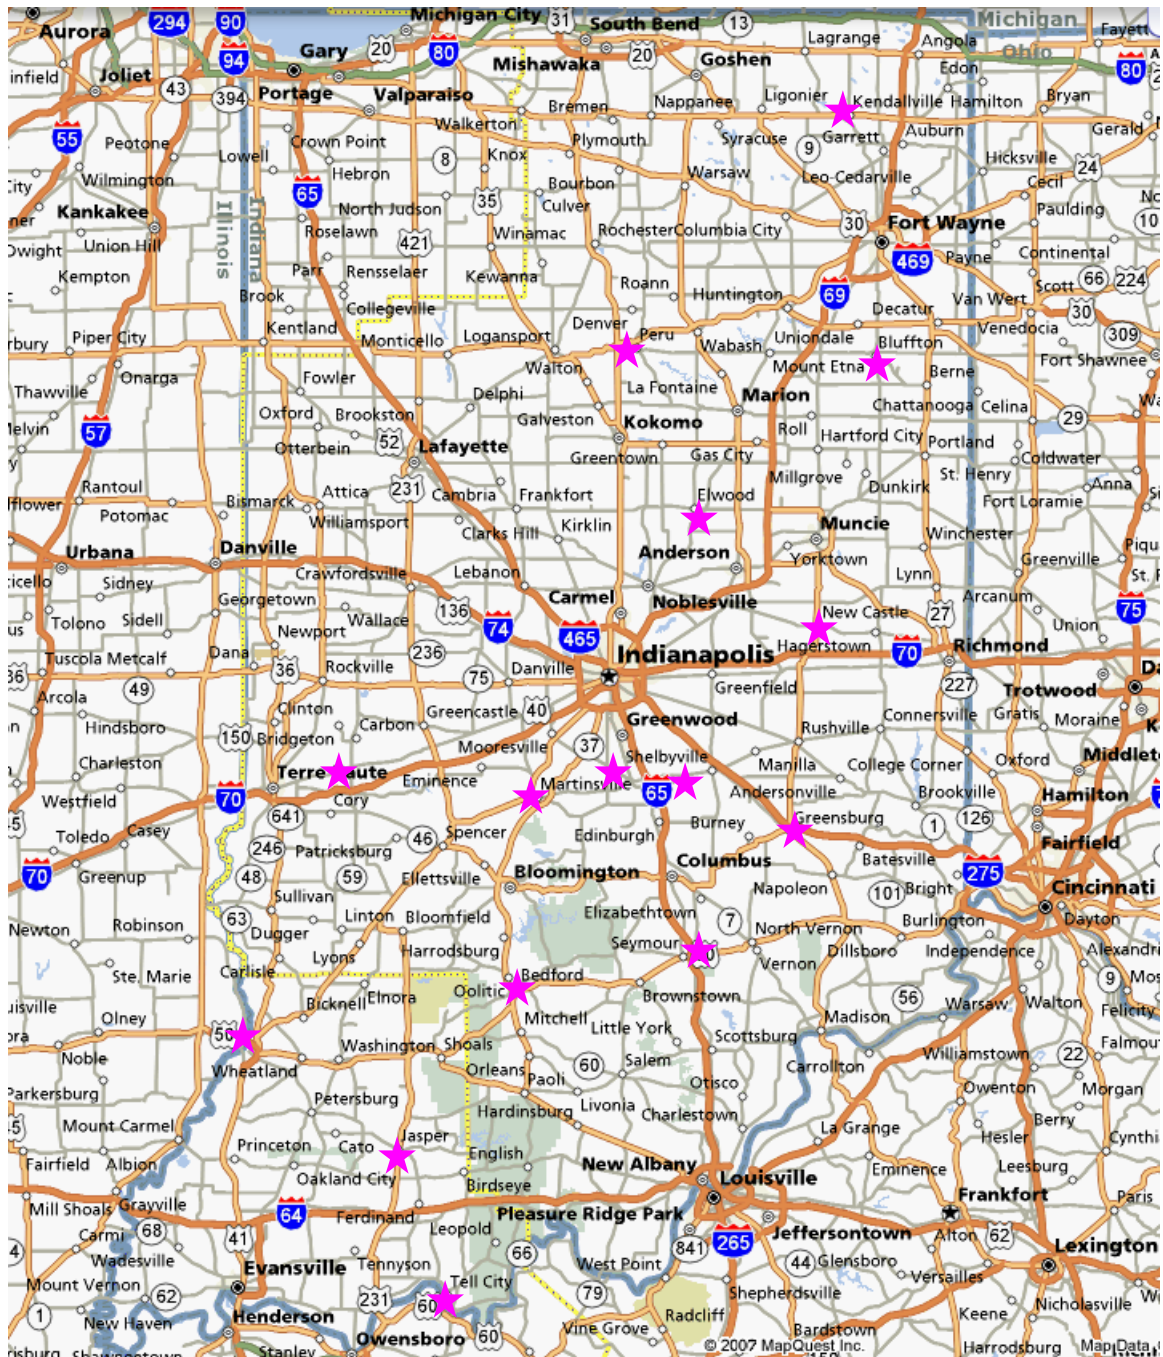 294
90
Michigan City
31
South Bend
13
Michigan
Aurora
Lagrange
Angola
Fayett
94
Gary
20
80
20
Ohio
80
Mishawaka
Goshen
Edon
infield
Joliet
43
394
Portage
Valparaiso
Bremen
Nappanee
Ligonier
Kendallville
Hamilton
Bryan
55
Peotone
Crown Point
Walkerton
Plymouth
Syracuse
9
Garrett
Auburn
Gerald
Lowell
8
Knox
Hicksville
24
City
Wilmington
Hebron
Bourbon
Warsaw
Leo-Cedarville
Cecil
65
35
Culver
Kankakee
North Judson
Paulding
Dwight
Union Hill
Illinois
Indiana
Roselawn
421
Winamac
Rochester
Columbia City
30
Fort Wayne
10
Continental
469
Payne
Kempton
Parr
Rensselaer
Kewanna
Roann
Huntington
69
Scott
66
224
Brook
Collegeville
Decatur
Van Wert
30
Piper City
Kentland
Denver
Peru
Uniondale
Venedocia
309
rbury
Monticello
Logansport
Wabash
Bluffton
Fort Shawnee
Onarga
Walton
Mount Etna
Berne
Thawville
Fowler
Delphi
La Fontaine
Marion
Chattanooga
Celina
Oxford
Brookston
Galveston
Kokomo
29
57
52
Roll
Hartford City
Portland
Otterbein
Lafayette
Greentown
Gas City
Coldwater
St. Henry
Millgrove
Rantoul
Attica
231
Cambria
Frankfort
Elwood
Dunkirk
Anna
lflower
Bismarck
Fort Loramie
Potomac
Williamsport
Clarks Hill
Kirklin
Muncie
Winchester
Urbana
Danville
Anderson
Yorktown
Greenville
Piqu
Crawfordsville
Lebanon
Lynn
Sidney
Georgetown
136
Carmel
Noblesville
Arcanum
75
Tolono
Sidell
Wallace
74
465
New Castle
27
Union
Newport
Hagerstown
Tuscola
Metcalf
Dana
236
Indianapolis
70
Richmond
36
Rockville
Danville
36
49
75
Greenfield
227
Trotwood
Arcola
Clinton
Greencastle
40
Greenwood
Connersville
Gratis
Moraine
Hindsboro
150
Bridgeton
Carbon
Rushville
Mooresville
37
Shelbyville
Oxford
Charleston
Terre Haute
Eminence
Martinsville
Manilla
College Corner
Westfield
70
Cory
65
Andersonville
Brookville
Hamilton
641
126
Toledo
Casey
46
Spencer
Edinburgh
Burney
Greensburg
1
Fairfield
246
Patricksburg
Columbus
Batesville
70
Greenup
48
59
Ellettsville
Bloomington
Napoleon
275
Cincinnati
Sullivan
101
Bright
Elizabethtown
Robinson
63
Linton
Bloomfield
7
North Vernon
Burlington
Dayton
Newton
Dugger
Harrodsburg
Seymour
Dillsboro
Independence
Alexandri
Ste. Marie
Carlisle
Lyons
Bedford
Vernon
9
Bicknell
Elnora
Oolitic
Brownstown
56
Warsaw
Walton
Felicity
Olney
Mitchell
Little York
Madison
Noble
Washington
Shoals
Scottsburg
Williamstown
22
Wheatland
Orleans
60
Salem
Carrollton
Parkersburg
Paoli
Otisco
Owenton
Morgan
Petersburg
Hardinsburg
Livonia
Charlestown
Berry
Mount Carmel
La Grange
Princeton
Cato
Jasper
English
Hesler
Cynthi
Fairfield
Albion
New Albany
Eminence
Leesburg
Oakland City
Birdseye
Louisville
Mill Shoals
Grayville
64
Ferdinand
Pleasure Ridge Park
Frankfort
Paris
68
Carmi
41
Leopold
265
Jeffersontown
Alton
62
Wadesville
Evansville
Tennyson
66
841
44
Glensboro
Lexington
Mount Vernon
Tell City
West Point
Versailles
62
Henderson
231
60
79
Shepherdsville
Nicholasville
1
New Haven
Owensboro
60
Radcliff
Keene
Vine Grove
Bardstown
Stanley
© 2007 MapQuest Inc.
Harrodsburg
Map Data